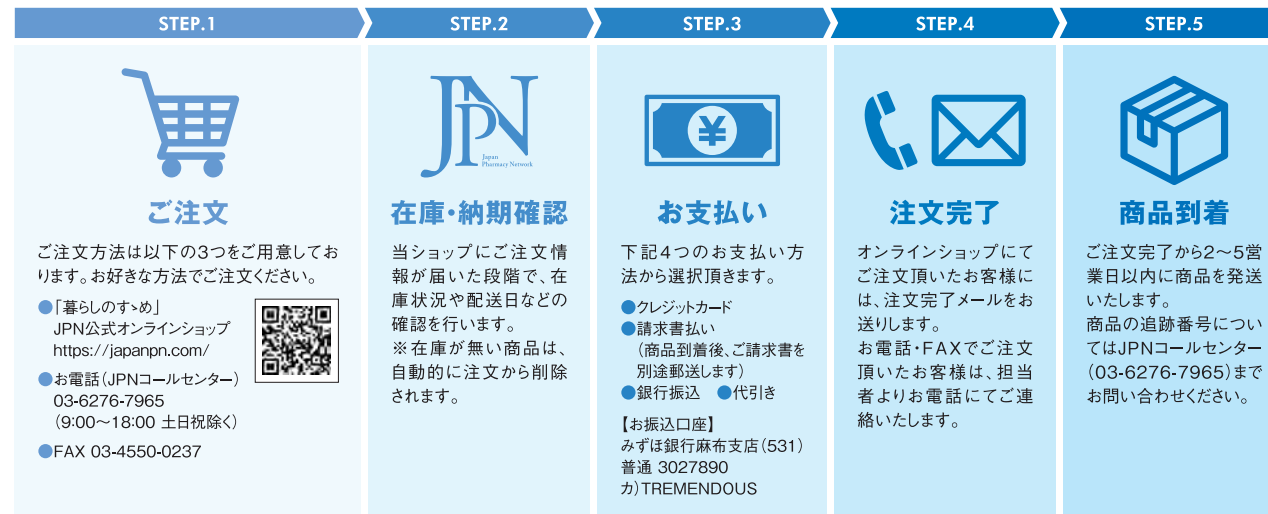 STEP.1
ご注文
ご注文方法は以下の3つをご用意してお
ります。お好きな方法でご注文ください。
●「暮らしのすゝめ」
JPN公式オンラインショップ
https://japanpn.com/
●お電話(JPNコールセンター)
03-6276-7965
(9:00〜18:00 土日祝除く)
●FAX 03-4550-0237
STEP.2
JPN
Japan
Pharmacy Network
在庫・納期確認
当ショップにご注文情
報が届いた段階で、在
庫状況や配送日などの
確認を行います。
※在庫が無い商品は、
自動的に注文から削除
されます。
STEP.3
¥
お支払い
下記4つのお支払い方
法から選択頂きます。
●クレジットカード
●請求書払い
(商品到着後、ご請求書を
別途郵送します)
●銀行振込 ●代引き
【お振込口座】
みずほ銀行麻布支店(531)
普通 3027890
カ)TREMENDOUS
STEP.4
注文完了
オンラインショップにて
ご注文頂いたお客様に
は、注文完了メールをお
送りします。
お電話・FAXでご注文
頂いたお客様は、担当
者よりお電話にてご連
絡いたします。
STEP.5
商品到着
ご注文完了から2〜5営
業日以内に商品を発送
いたします。
商品の追跡番号につい
てはJPNコールセンター
(03-6276-7965)まで
お問い合わせください。